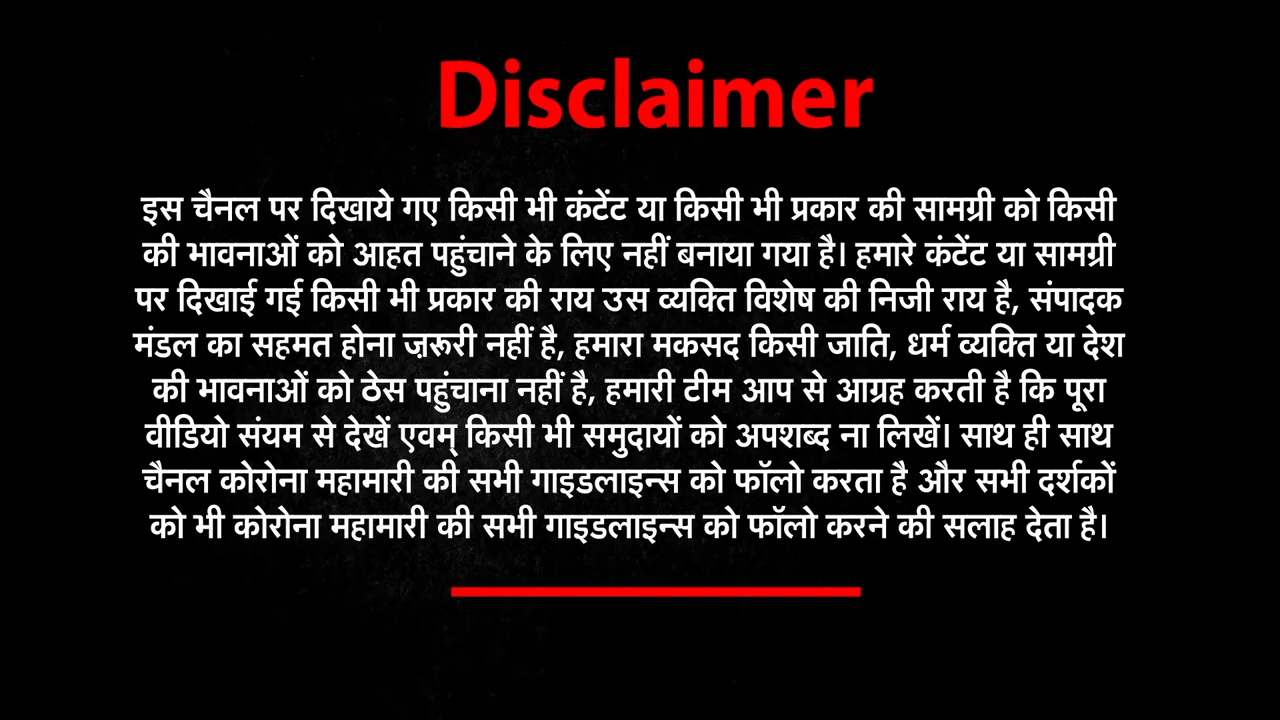 Disclaimer
इस चैनल पर दिखाये गए किसी भी कंटेंट या किसी भी प्रकार की सामग्री को किसी
की भावनाओं को आहत पहुंचाने के लिए नहीं बनाया गया है। हमारे कंटेंट या सामग्री
पर दिखाई गई किसी भी प्रकार की राय उस व्यक्ति विशेष की निजी राय है, संपादक
मंडल का सहमत होना ज़रूरी नहीं है, हमारा मकसद किसी जाति, धर्म व्यक्ति या देश
की भावनाओं को ठेस पहुंचाना नहीं है, हमारी टीम आप से आग्रह करती है कि पूरा
वीडियो संयम से देखें एवम् किसी भी समुदायों को अपशब्द ना लिखें। साथ ही साथ
चैनल कोरोना महामारी की सभी गाइडलाइन्स को फॉलो करता है और सभी दर्शकों
को भी कोरोना महामारी की सभी गाइडलाइन्स को फॉलो करने की सलाह देता है।